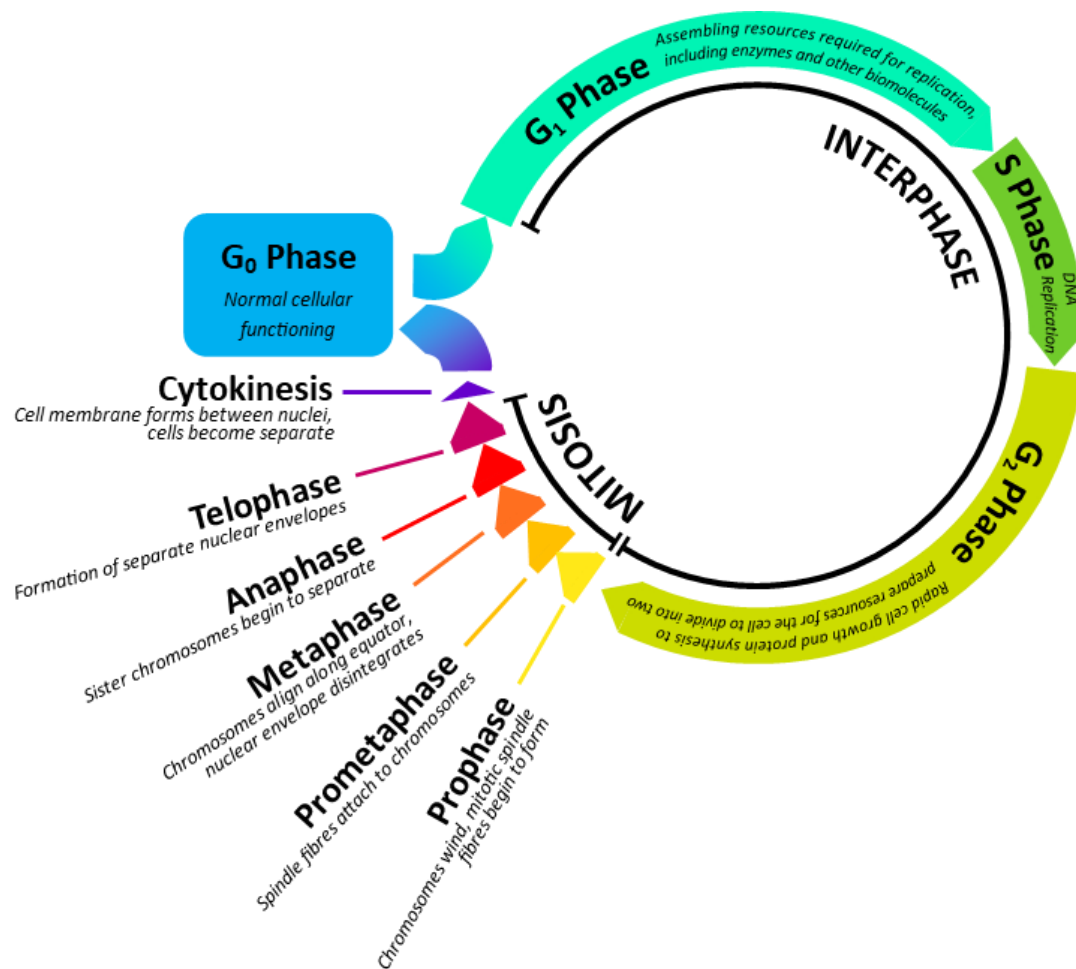 G₁ Phase
Assembling resources required for replication,
including enzymes and other biomolecules
INTERPHASE
S Phase
DNA
Replication
G₂ Phase
Rapid cell growth and protein synthesis to
prepare resources for the cell to divide into two
MITOSIS
G₀ Phase
Normal cellular
functioning
Cytokinesis
Cell membrane forms between nuclei,
cells become separate
Telophase
Formation of separate nuclear envelopes
Anaphase
Sister chromosomes begin to separate
Metaphase
Chromosomes align along equator,
nuclear envelope disintegrates
Prometaphase
Spindle fibres attach to chromosomes
Prophase
Chromosomes wind, mitotic spindle
fibres begin to form